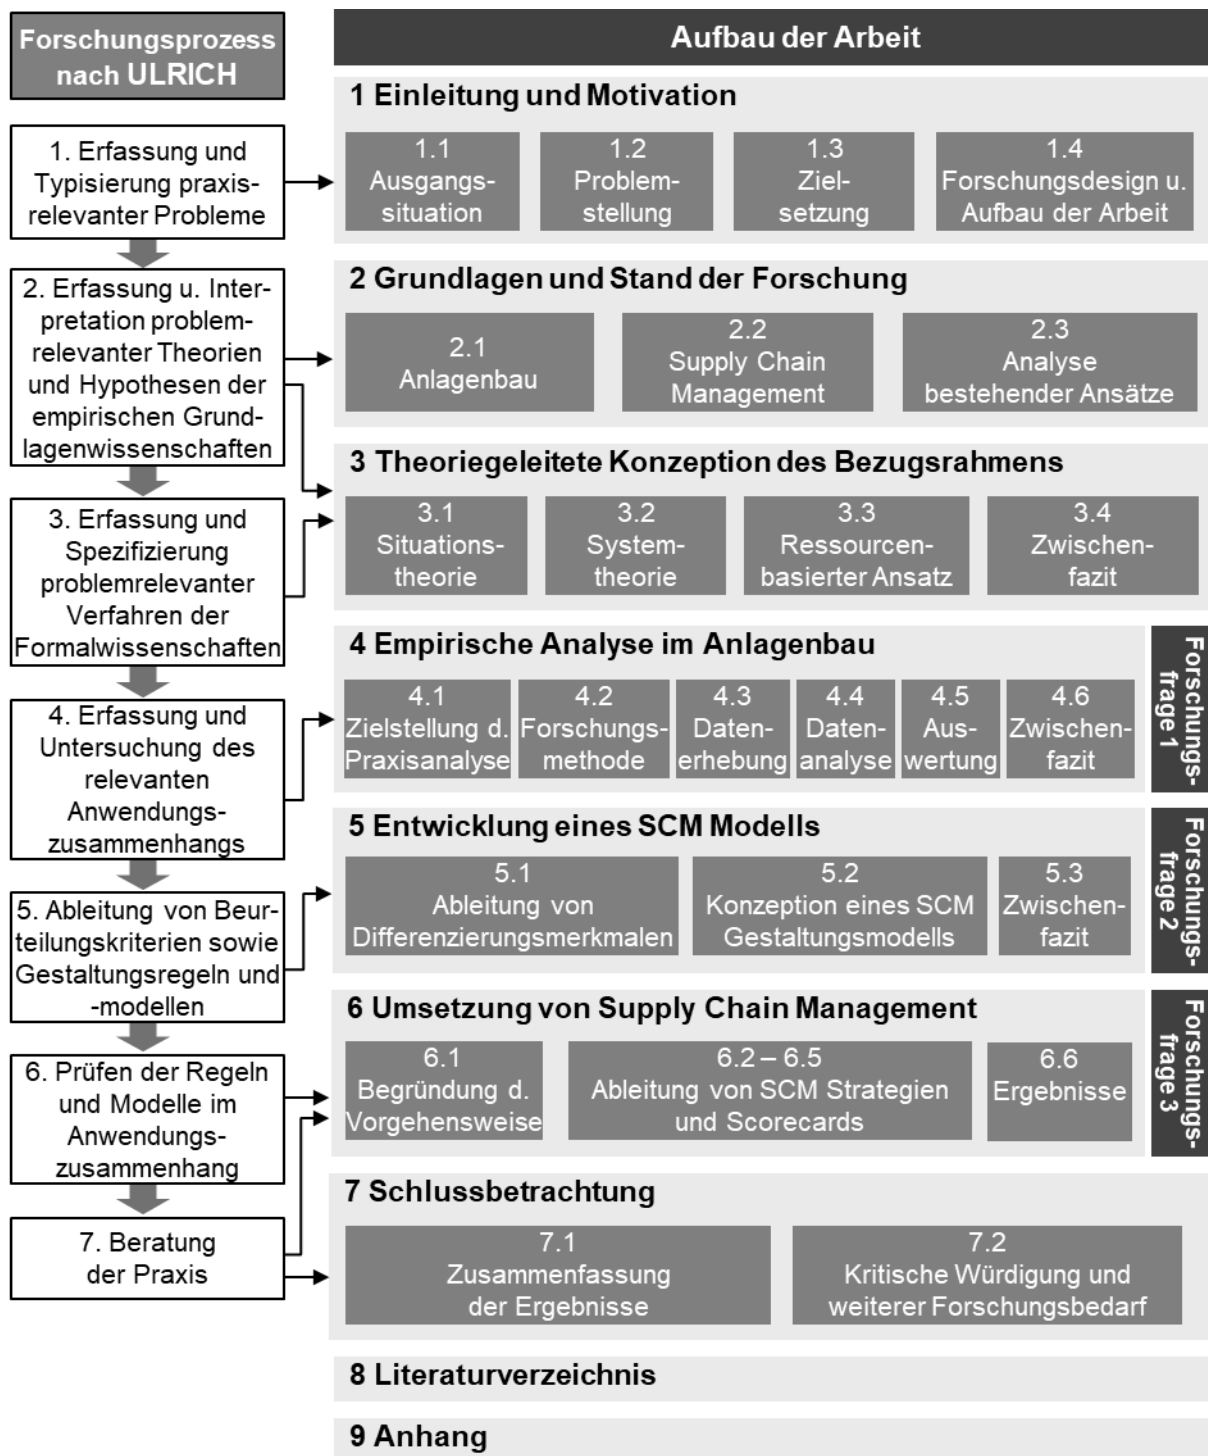 Forschungsprozess
nach ULRICH
1. Erfassung und
Typisierung praxis-
relevanter Probleme
2. Erfassung u. Inter-
pretation problem-
relevanter Theorien
und Hypothesen der
empirischen Grund-
lagenwissenschaften
3. Erfassung und
Spezifizierung
problemrelevanter
Verfahren der
Formalwissenschaften
4. Erfassung und
Untersuchung des
relevanten
Anwendungs-
zusammenhangs
5. Ableitung von Beur-
teilungskriterien sowie
Gestaltungsregeln und
-modellen
6. Prüfen der Regeln
und Modelle im
Anwendungs-
zusammenhang
7. Beratung
der Praxis
Aufbau der Arbeit
1 Einleitung und Motivation
1.1
Ausgangs-
situation
1.2
Problem-
stellung
1.3
Ziel-
setzung
1.4
Forschungsdesign u.
Aufbau der Arbeit
2 Grundlagen und Stand der Forschung
2.1
Anlagenbau
2.2
Supply Chain
Management
2.3
Analyse
bestehender Ansätze
3 Theoriegeleitete Konzeption des Bezugsrahmens
3.1
Situations-
theorie
3.2
System-
theorie
3.3
Ressourcen-
basierter Ansatz
3.4
Zwischen-
fazit
4 Empirische Analyse im Anlagenbau
4.1
Zielstellung d.
Praxisanalyse
4.2
Forschungs-
methode
4.3
Daten-
erhebung
4.4
Daten-
analyse
4.5
Aus-
wertung
4.6
Zwischen-
fazit
Forschungs-
frage 1
5 Entwicklung eines SCM Modells
5.1
Ableitung von
Differenzierungsmerkmalen
5.2
Konzeption eines SCM
Gestaltungsmodells
5.3
Zwischen-
fazit
Forschungs-
frage 2
6 Umsetzung von Supply Chain Management
6.1
Begründung d.
Vorgehensweise
6.2 – 6.5
Ableitung von SCM Strategien
und Scorecards
6.6
Ergebnisse
Forschungs-
frage 3
7 Schlussbetrachtung
7.1
Zusammenfassung
der Ergebnisse
7.2
Kritische Würdigung und
weiterer Forschungsbedarf
8 Literaturverzeichnis
9 Anhang